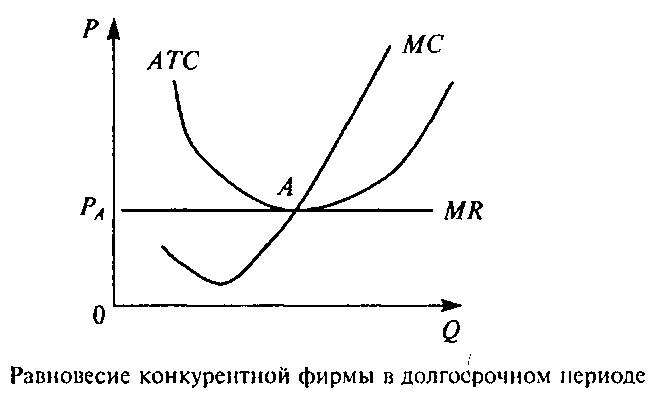 P
ATC
MC
A
P_A
MR
0
Q
Равновесие конкурентной фирмы в долгосрочном периоде